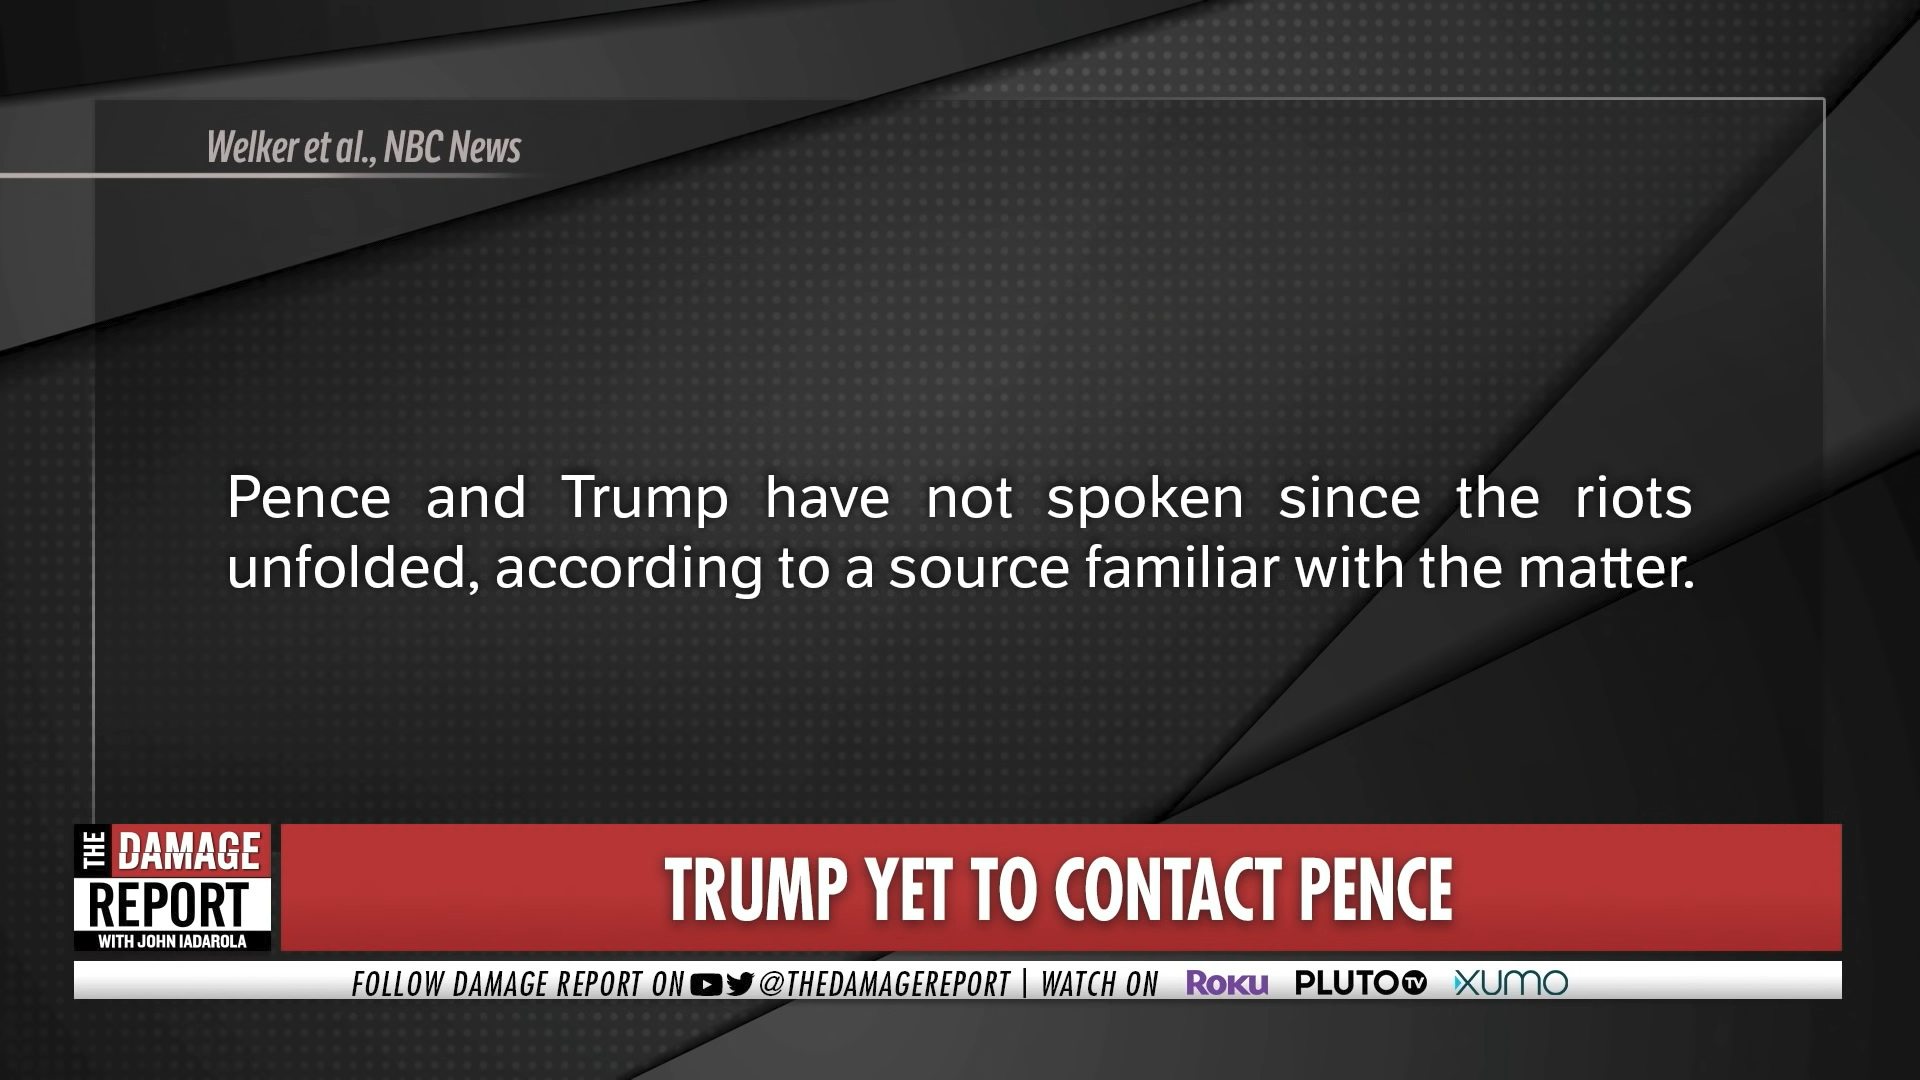 Welker et al., NBC News
Pence and Trump have not spoken since the riots
unfolded, according to a source familiar with the matter.
THE DAMAGE
REPORT
WITH JOHN IADAROLA
TRUMP YET TO CONTACT PENCE
FOLLOW DAMAGE REPORT ON @THEDAMAGEREPORT | WATCH ON ROKU PLUTO TV XUMO